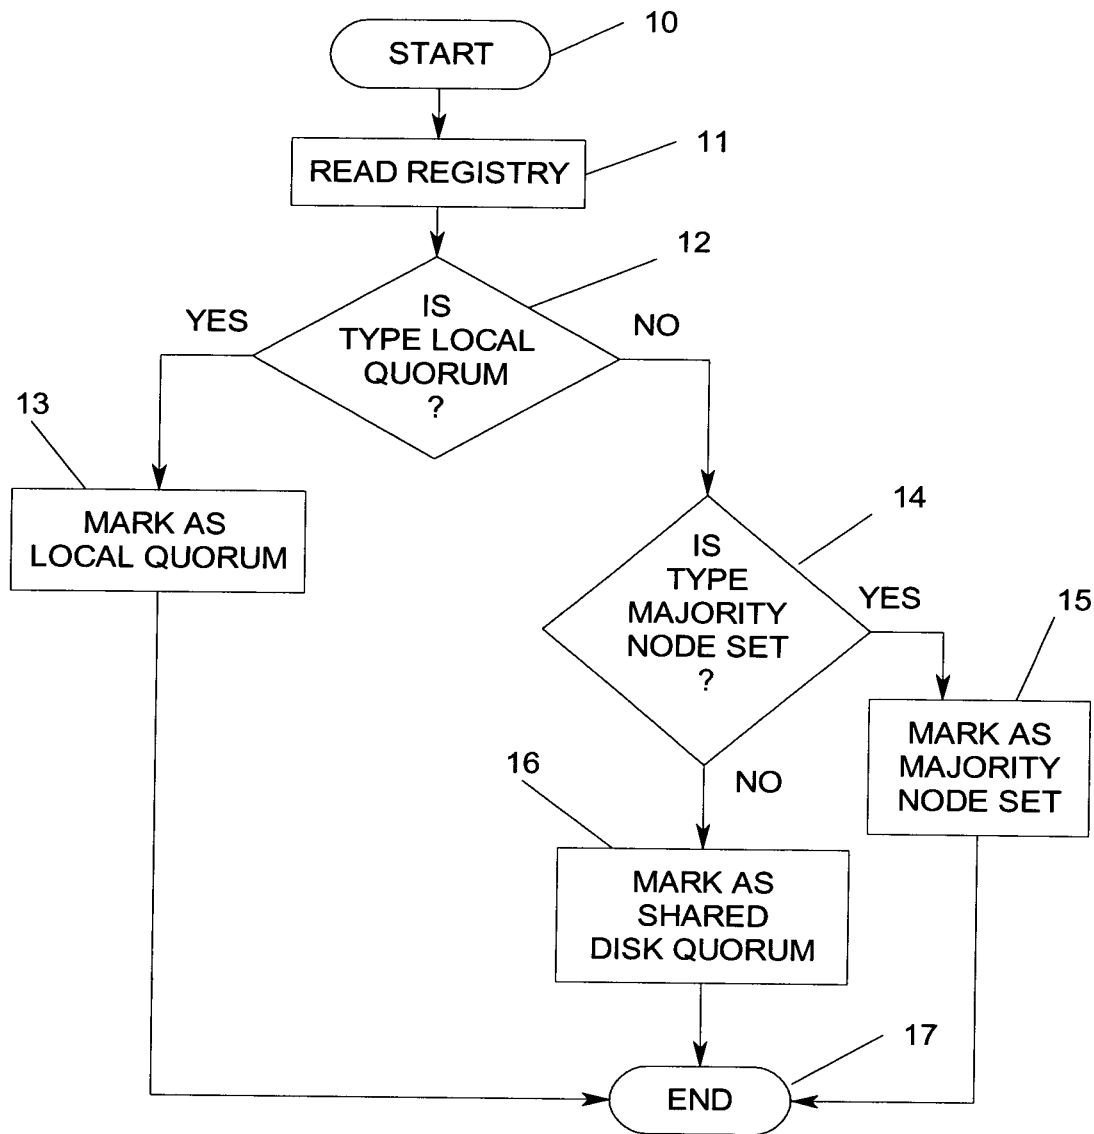 10
START
11
READ REGISTRY
12
IS
TYPE LOCAL
QUORUM
?
YES
NO
13
MARK AS
LOCAL QUORUM
14
IS
TYPE
MAJORITY
NODE SET
?
YES
15
MARK AS
MAJORITY
NODE SET
NO
16
MARK AS
SHARED
DISK QUORUM
17
END